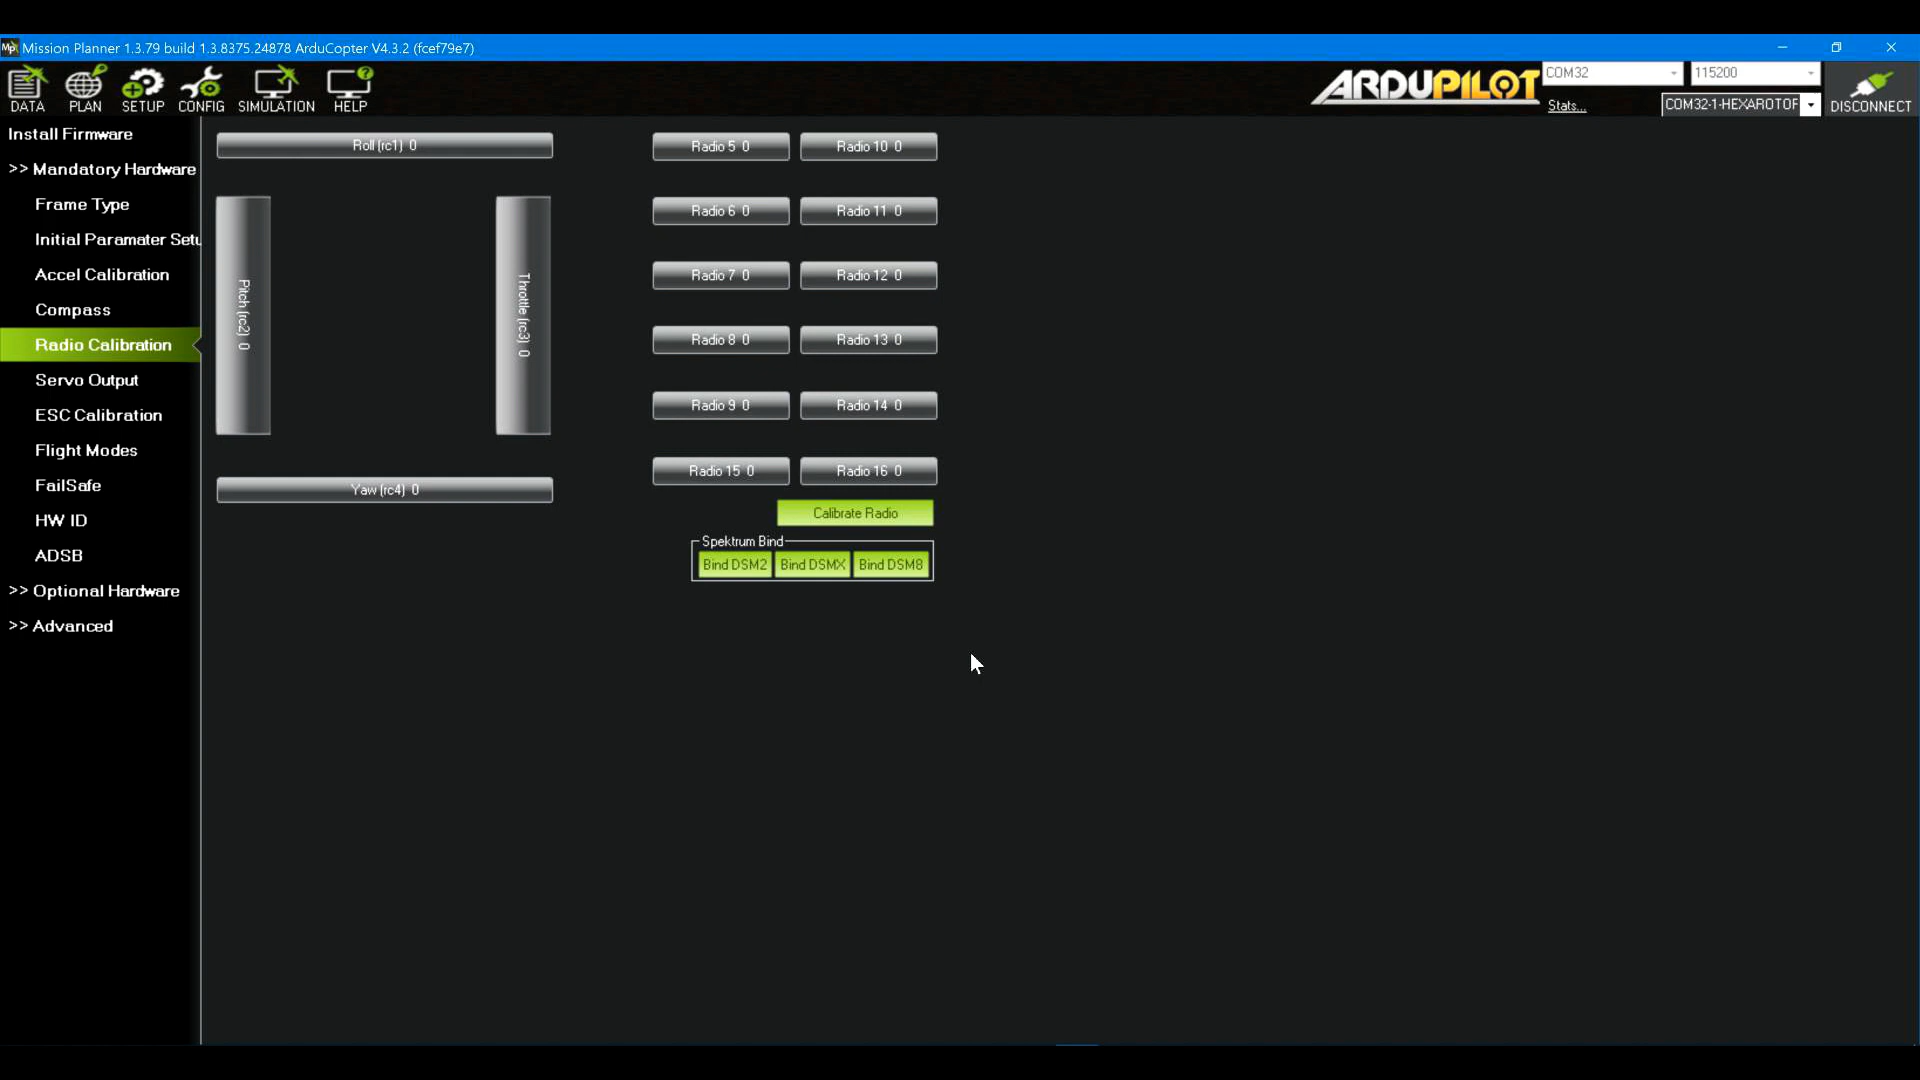 Mission Planner 1.3.79 build 1.3.8375.24878 ArduCopter V4.3.2 (fcef79e7)
DATA PLAN SETUP CONFIG SIMULATION HELP
ARDUPILOT
COM32 115200
Stats... COM32-1-HEXAROTOF DISCONNECT
Install Firmware
>> Mandatory Hardware
Frame Type
Initial Paramater Setu
Accel Calibration
Compass
Radio Calibration
Servo Output
ESC Calibration
Flight Modes
FailSafe
HW ID
ADSB
>> Optional Hardware
>> Advanced
Roll (rc1) 0
Pitch (rc2) 0
Throttle (rc3) 0
Yaw (rc4) 0
Radio 5 0 Radio 10 0
Radio 6 0 Radio 11 0
Radio 7 0 Radio 12 0
Radio 8 0 Radio 13 0
Radio 9 0 Radio 14 0
Radio 15 0 Radio 16 0
Calibrate Radio
Spektrum Bind
Bind DSM2 Bind DSMX Bind DSM8